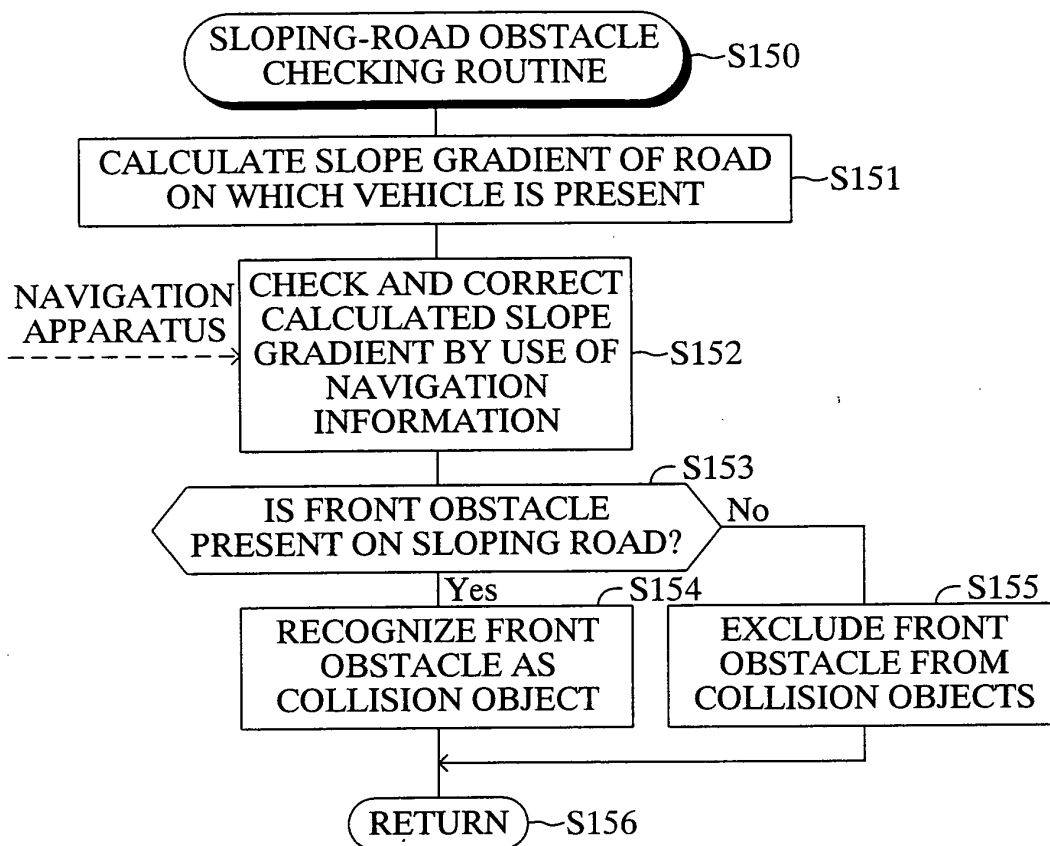 SLOPING-ROAD OBSTACLE
CHECKING ROUTINE
S150
CALCULATE SLOPE GRADIENT OF ROAD
ON WHICH VEHICLE IS PRESENT
S151
NAVIGATION
APPARATUS
CHECK AND CORRECT
CALCULATED SLOPE
GRADIENT BY USE OF
NAVIGATION
INFORMATION
S152
S153
IS FRONT OBSTACLE
PRESENT ON SLOPING ROAD?
No
Yes
S154
RECOGNIZE FRONT
OBSTACLE AS
COLLISION OBJECT
S155
EXCLUDE FRONT
OBSTACLE FROM
COLLISION OBJECTS
RETURN
S156